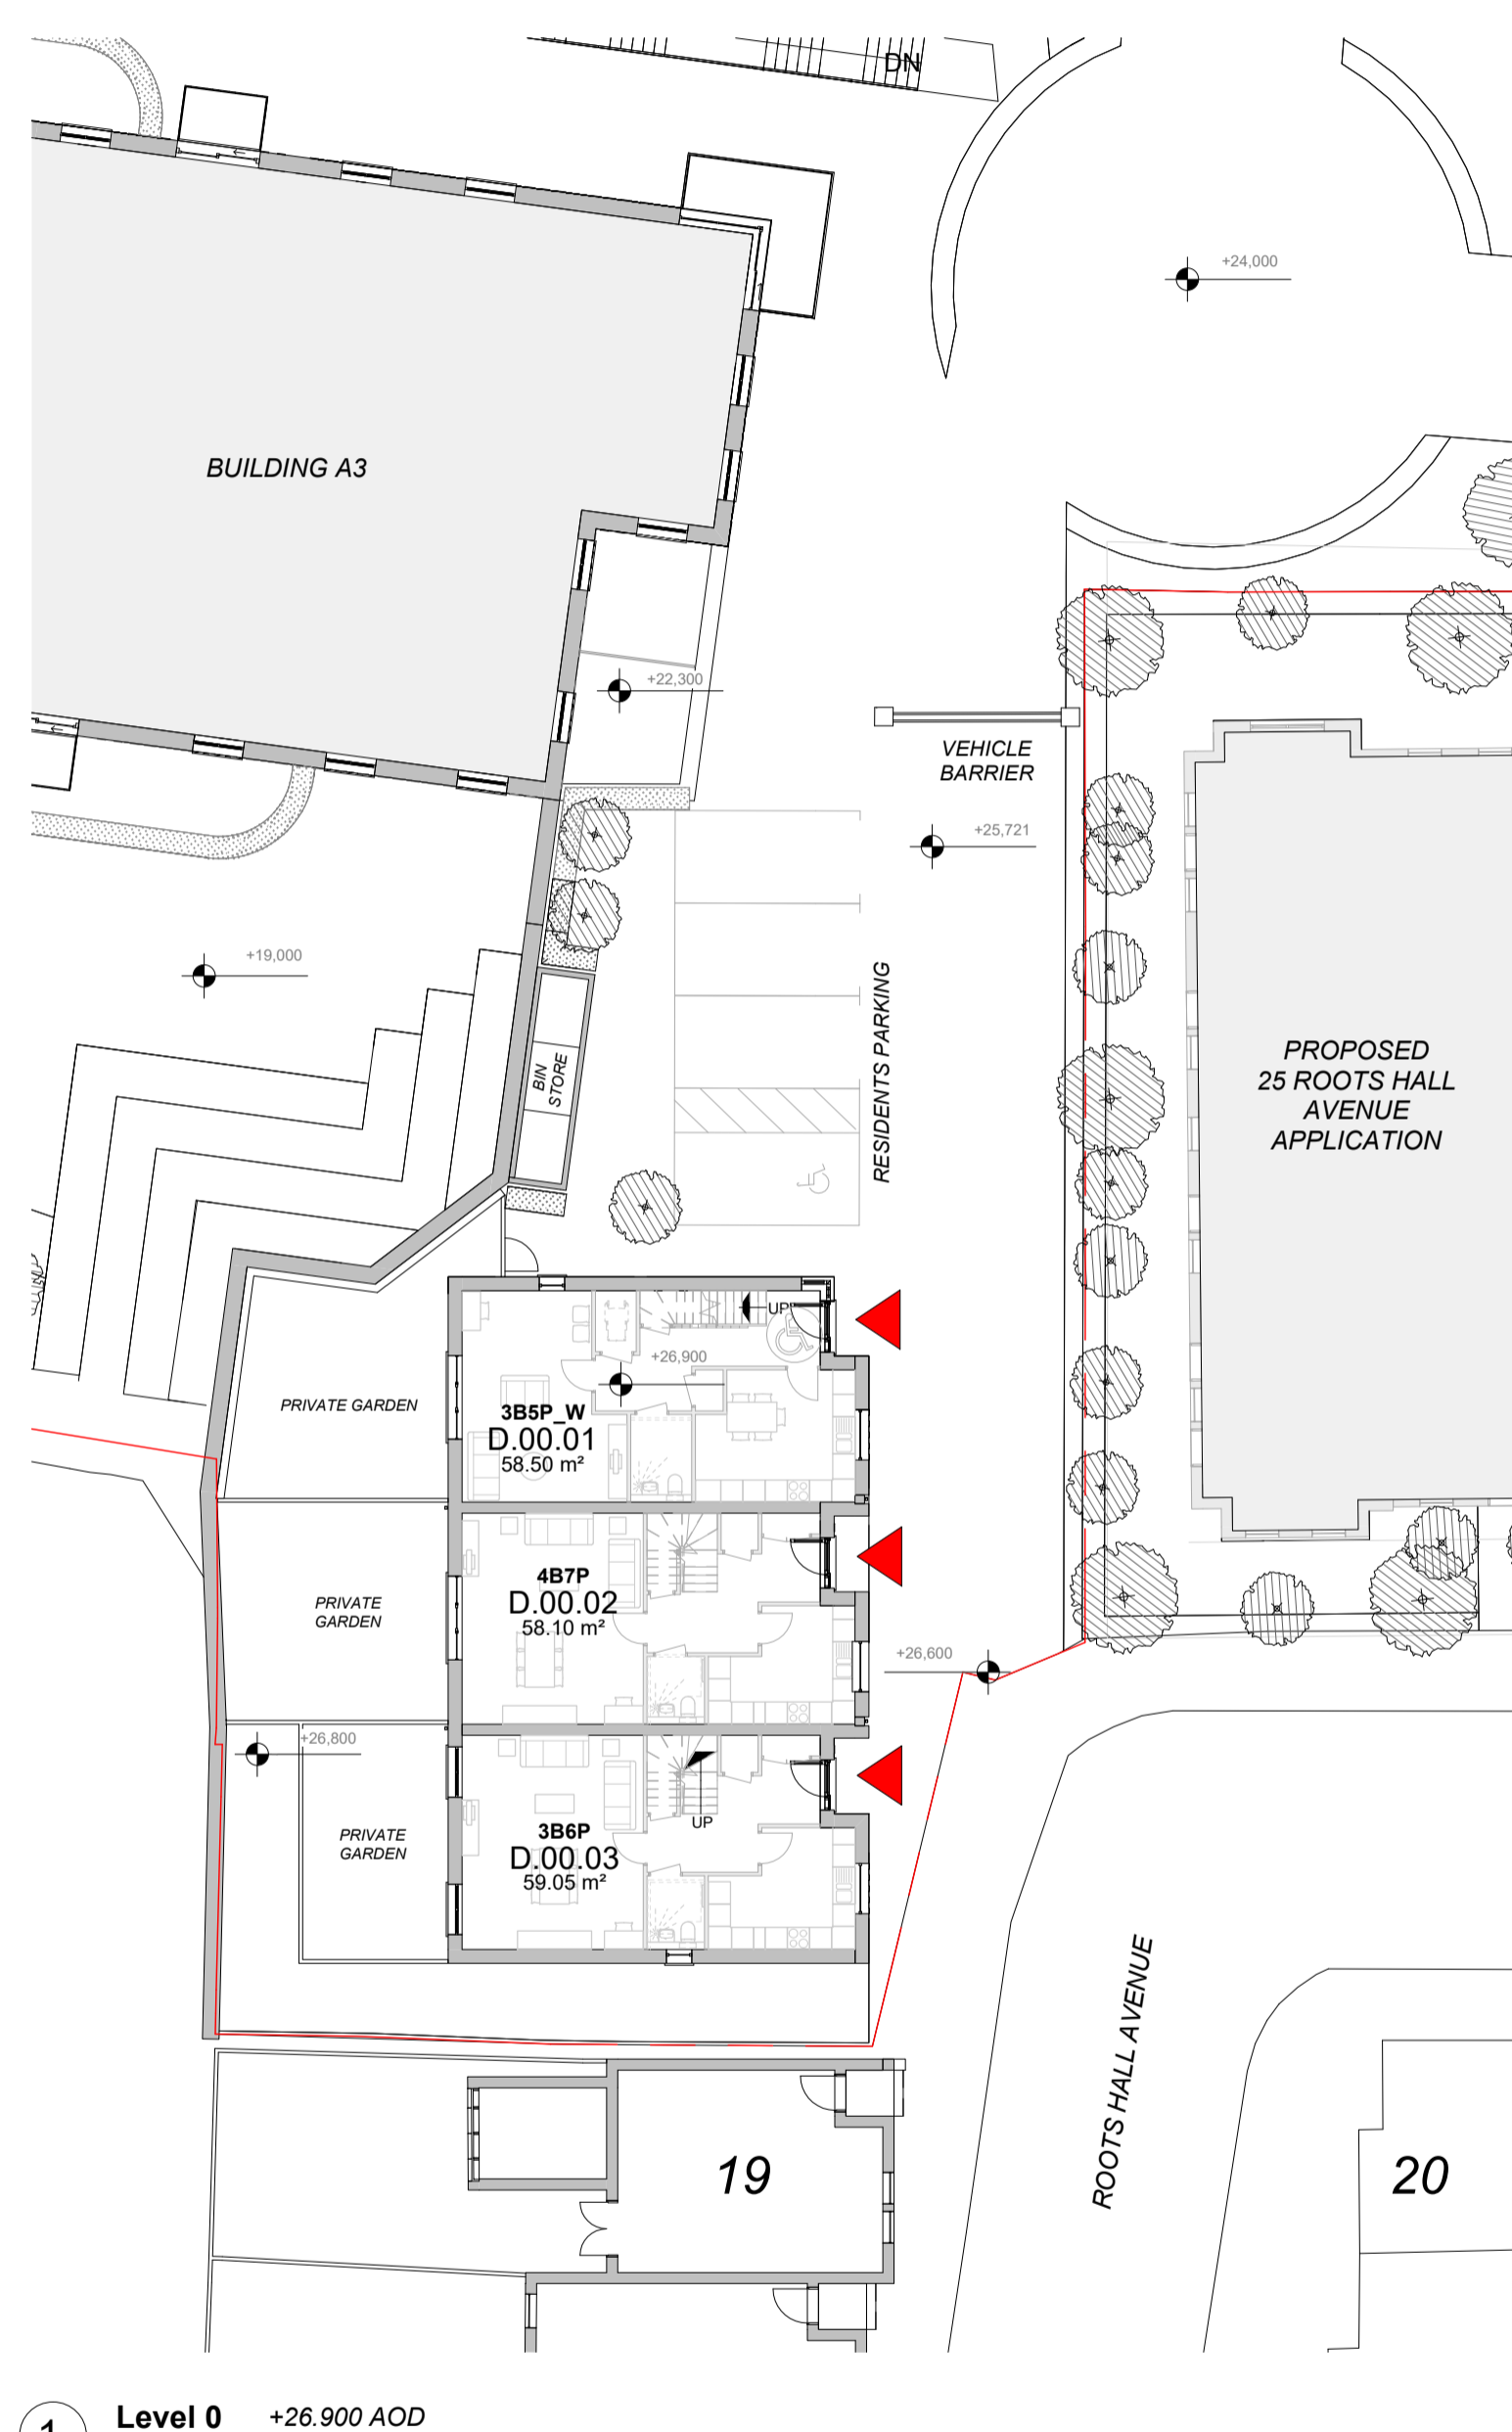 DN
+24,000
BUILDING A3
+22,300
VEHICLE
BARRIER
+25,721
+19,000
RESIDENTS PARKING
BIN
STORE
PROPOSED
25 ROOTS HALL
AVENUE
APPLICATION
UP
+26,900
PRIVATE GARDEN
3B5P_W
D.00.01
58.50 m²
4B7P
D.00.02
58.10 m²
PRIVATE
GARDEN
+26,600
+26,800
UP
PRIVATE
GARDEN
3B6P
D.00.03
59.05 m²
ROOTS HALL AVENUE
19
20
1
Level 0 +26.900 AOD